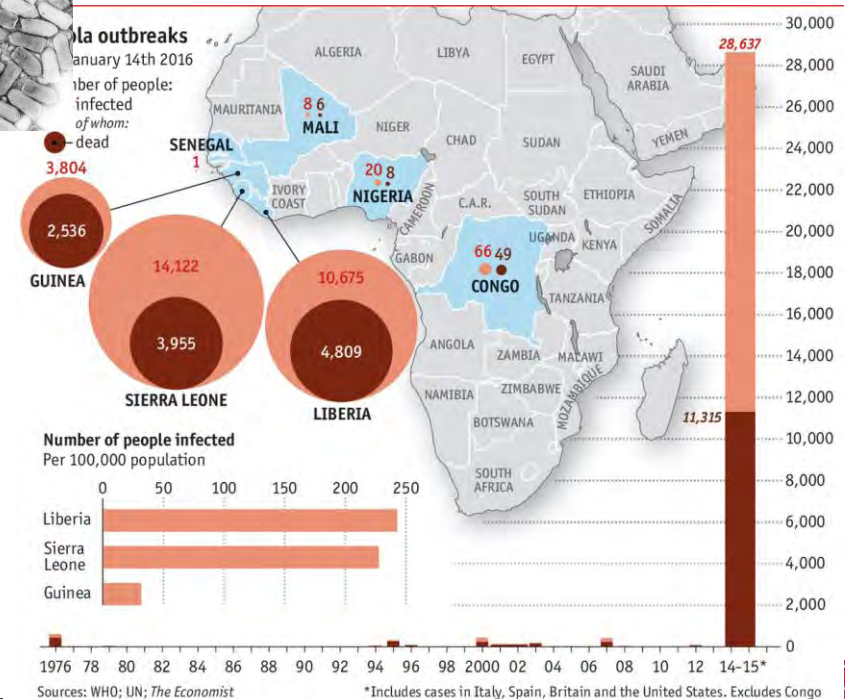 la outbreaks
anuary 14th 2016
ber of people:
infected
of whom:
dead
3,804
2,536
GUINEA
14,122
3,955
SIERRA LEONE
10,675
4,809
LIBERIA
SENEGAL
1
8 6
MALI
20 8
NIGERIA
66 49
CONGO
ALGERIA
LIBYA
EGYPT
SAUDI
ARABIA
YEMEN
MAURITANIA
NIGER
CHAD
SUDAN
IVORY
COAST
CAMEROON
C.A.R.
SOUTH
SUDAN
ETHIOPIA
SOMALIA
GABON
UGANDA
KENYA
TANZANIA
ANGOLA
ZAMBIA
MALAWI
MOZAMBIQUE
NAMIBIA
ZIMBABWE
BOTSWANA
SOUTH
AFRICA
Number of people infected
Per 100,000 population
0 50 100 150 200 250
Liberia
Sierra
Leone
Guinea
28,637
11,315
30,000
28,000
26,000
24,000
22,000
20,000
18,000
16,000
14,000
12,000
10,000
8,000
6,000
4,000
2,000
0
1976 78 80 82 84 86 88 90 92 94 96 98 2000 02 04 06 08 10 12 14-15*
Sources: WHO; UN; The Economist
*Includes cases in Italy, Spain, Britain and the United States. Excludes Congo